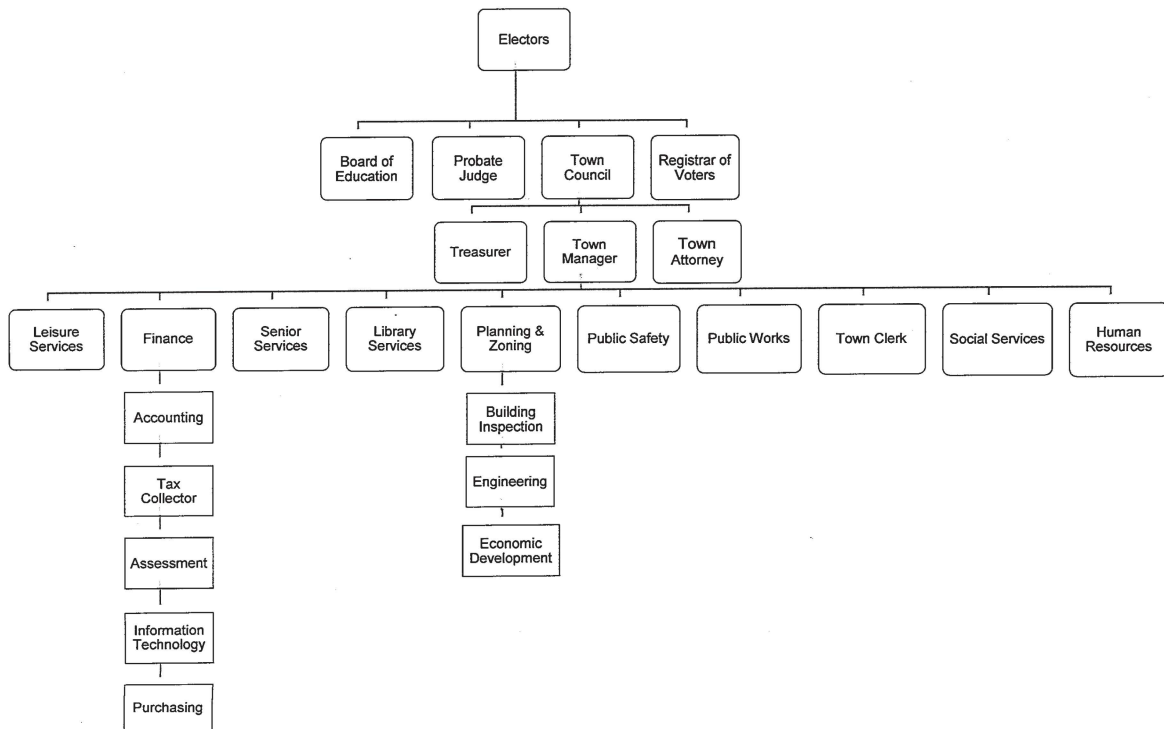 Electors
Board of
Education
Probate
Judge
Town
Council
Registrar of
Voters
Treasurer
Town
Manager
Town
Attorney
Leisure
Services
Finance
Senior
Services
Library
Services
Planning &
Zoning
Public Safety
Public Works
Town Clerk
Social Services
Human
Resources
Accounting
Tax
Collector
Assessment
Information
Technology
Purchasing
Building
Inspection
Engineering
Economic
Development